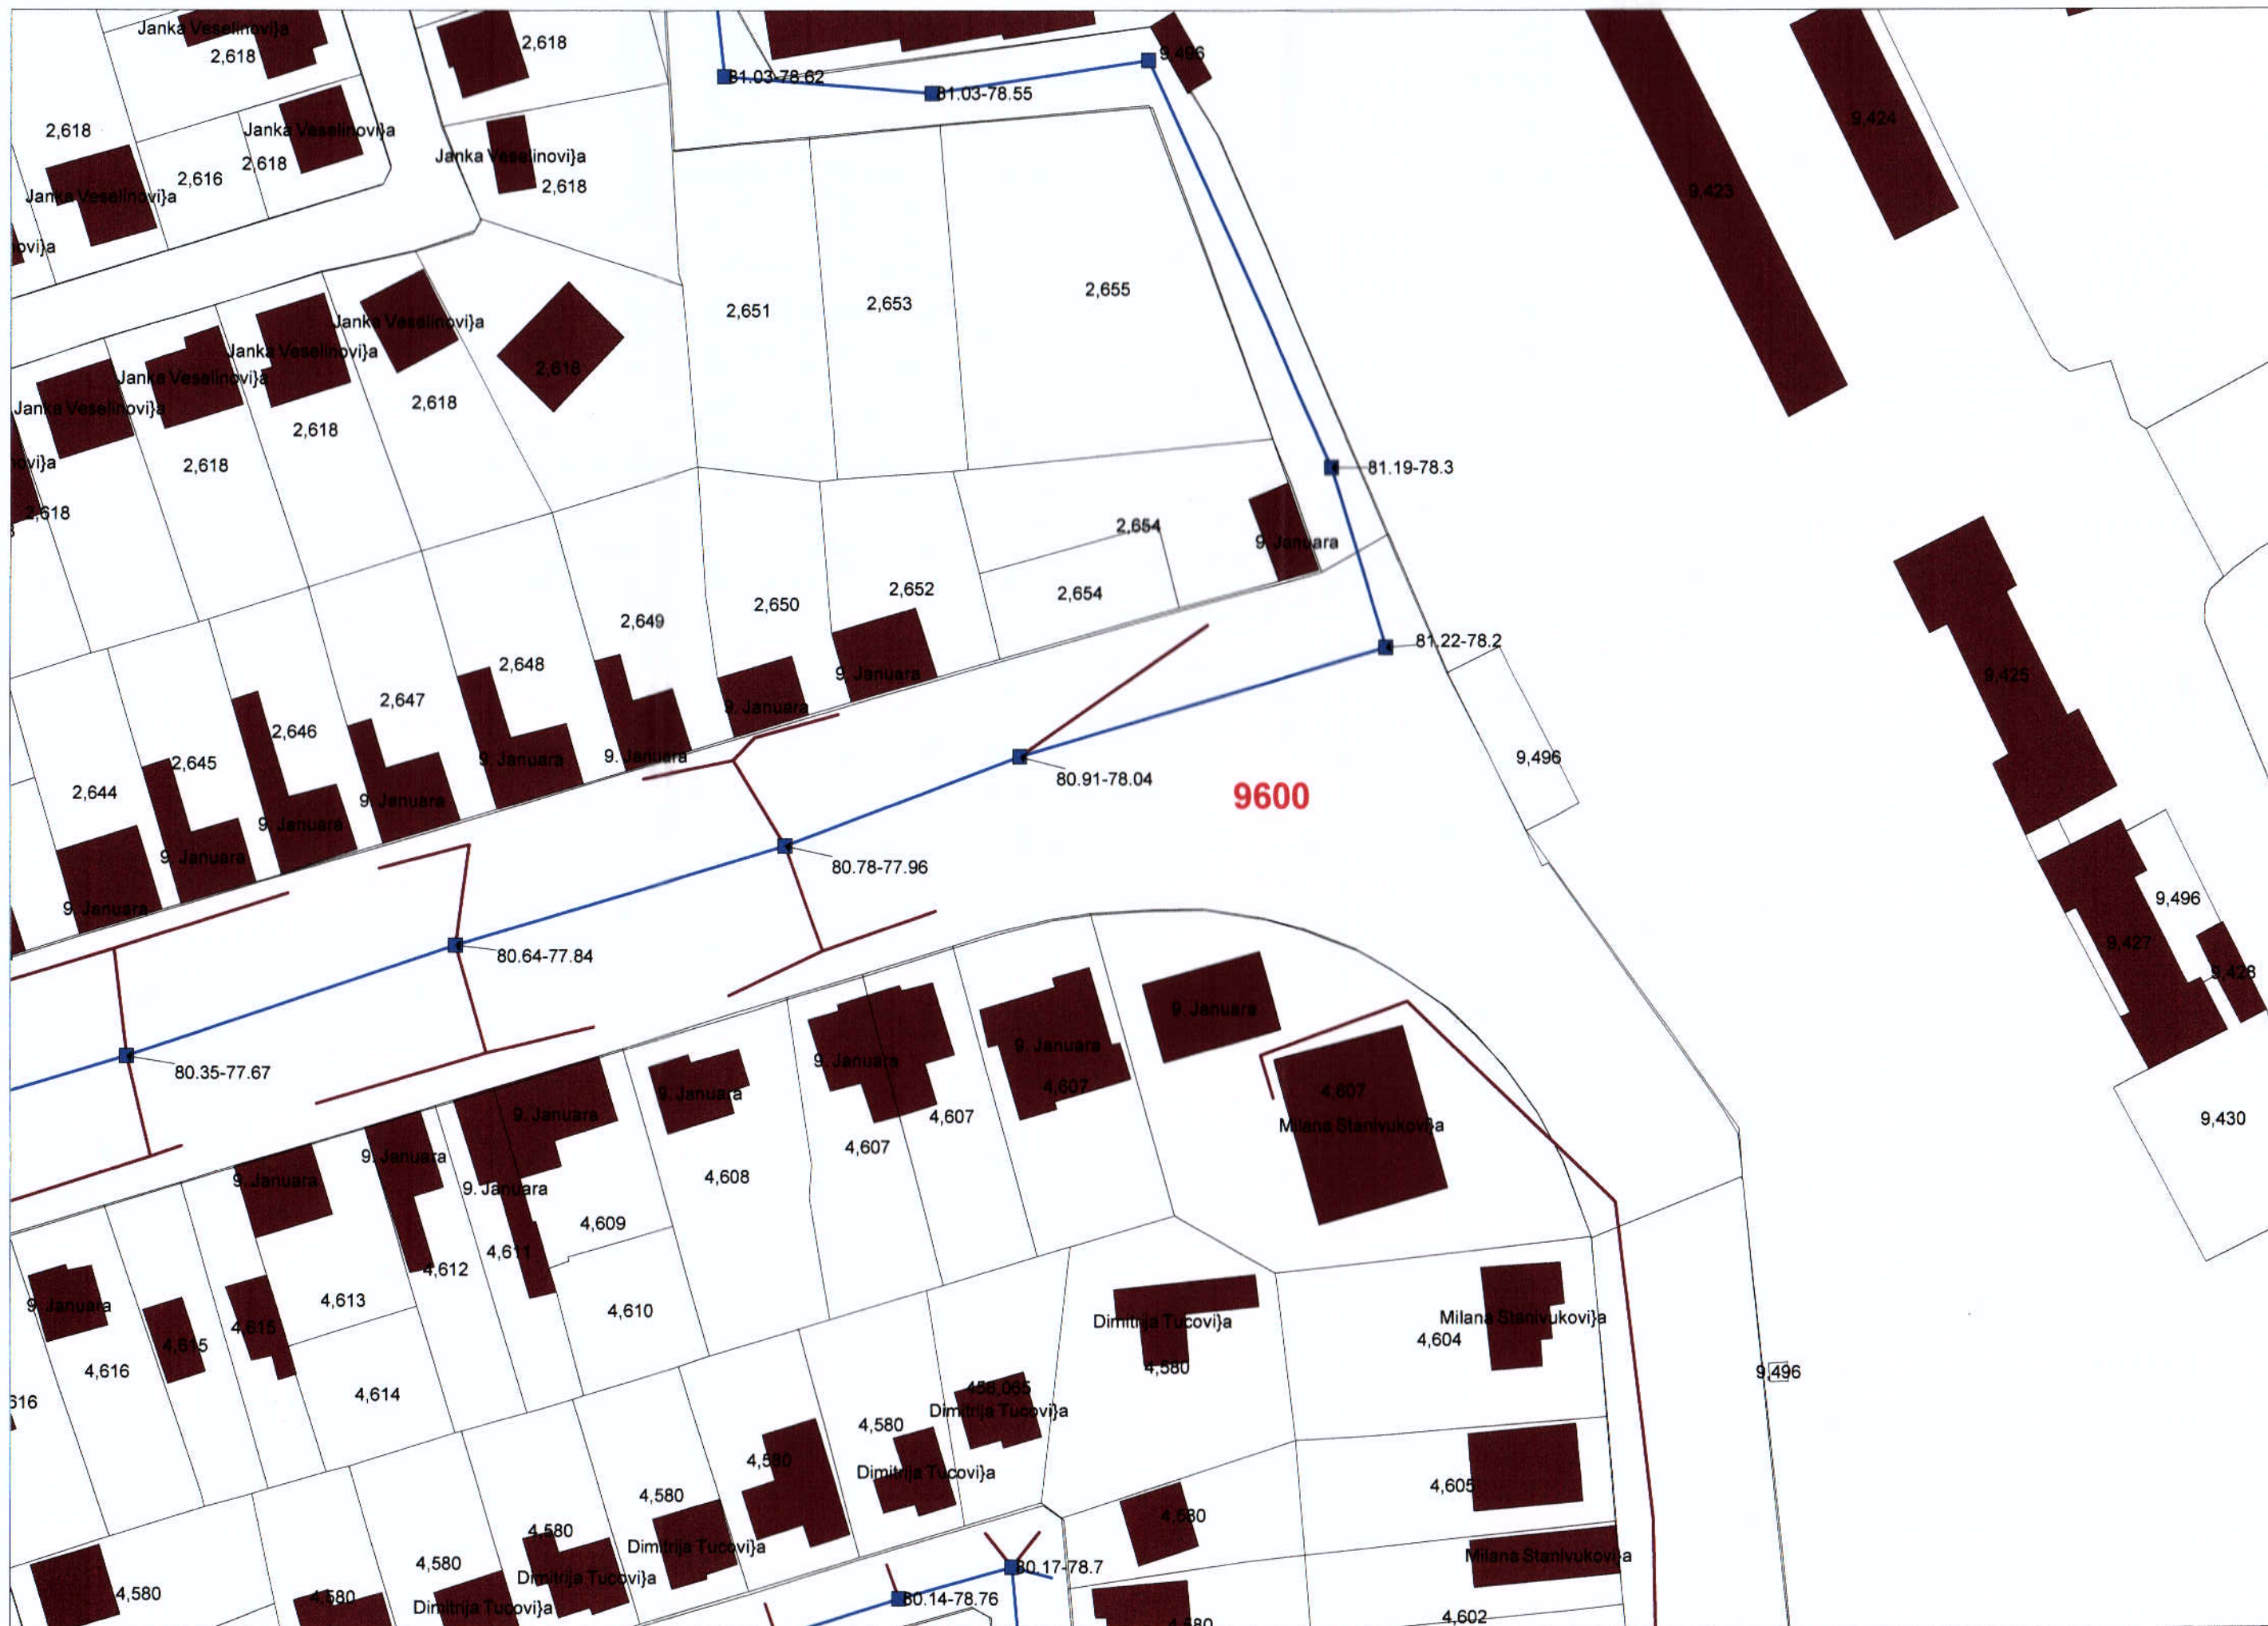 Janka Veselinovi}a
2,618
2,618
9,496
81.03-78.62
81.03-78.55
9,424
2,618
Janka Veselinovi}a
2,618
Janka Veselinovi}a
2,616
2,618
9,423
Janka Veselinovi}a
ovi}a
2,651
2,653
2,655
Janka Veselinovi}a
Janka Veselinovi}a
2,618
Janka Veselinovi}a
Janka Veselinovi}a
2,618
2,618
2,618
ovi}a
81.19-78.3
2,618
2,654
9. Januara
2,652
2,654
2,650
2,649
81.22-78.2
2,648
9. Januara
9,425
2,647
9. Januara
2,646
9. Januara
9. Januara
9,496
2,645
80.91-78.04
2,644
9600
9. Januara
9. Januara
9. Januara
80.78-77.96
9,496
9. Januara
9,427
80.64-77.84
9,428
9. Januara
9. Januara
9. Januara
80.35-77.67
4,607
9. Januara
4,607
9. Januara
4,607
9,430
Milana Stanivukovi}a
4,607
9. Januara
4,608
9. Januara
9. Januara
4,609
4,611
4,612
4,613
9. Januara
4,610
Milana Stanivukovi}a
Dimitrija Tucovi}a
4,615
4,604
4,615
4,616
4,580
9,496
4,614
458,065
616
Dimitrija Tucovi}a
4,580
4,580
Dimitrija Tucovi}a
4,605
4,580
4,580
4,580
Dimitrija Tucovi}a
Milana Stanivukovi}a
4,580
80.17-78.7
Dimitrija Tucovi}a
4,580
4,580
80.14-78.76
Dimitrija Tucovi}a
4,602
4,580